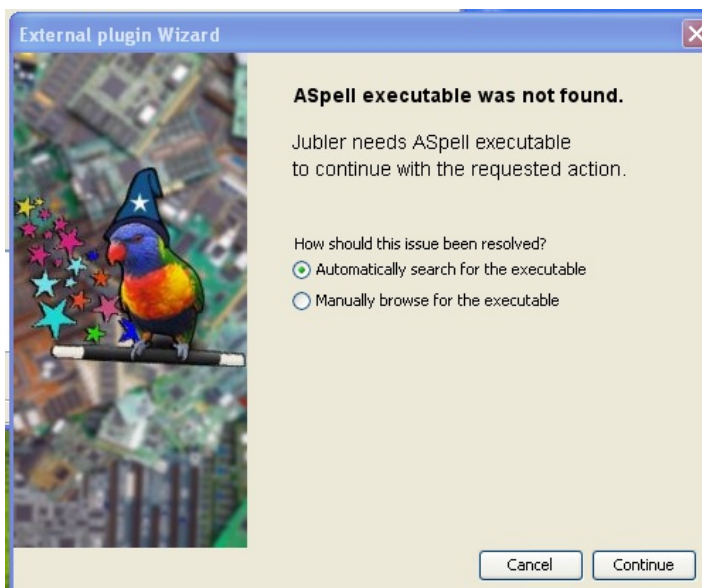 External plugin Wizard
ASpell executable was not found.
Jubler needs ASpell executable
to continue with the requested action.
How should this issue been resolved?
Automatically search for the executable
Manually browse for the executable
Cancel
Continue